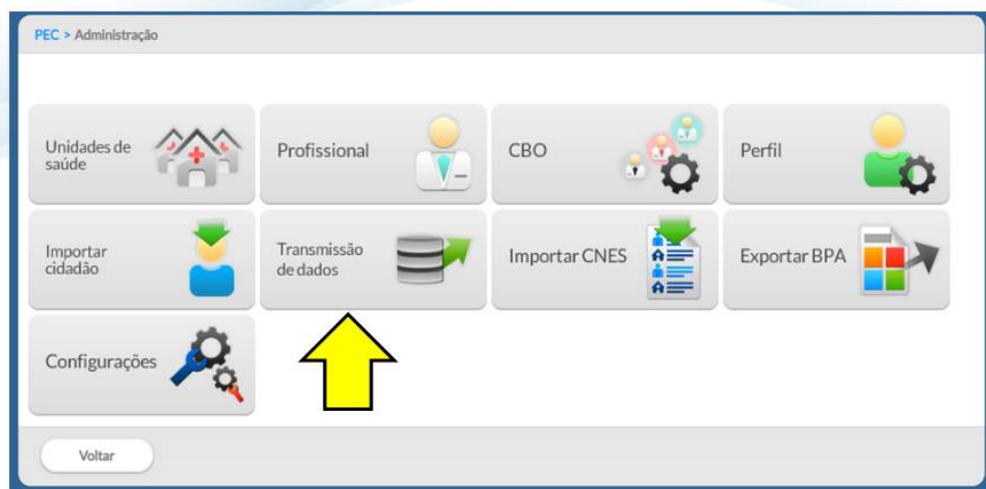 PEC > Administração
Unidades de
saúde
Profissional
CBO
Perfil
Importar
cidadão
Transmissão
de dados
Importar CNES
Exportar BPA
Configurações
Voltar